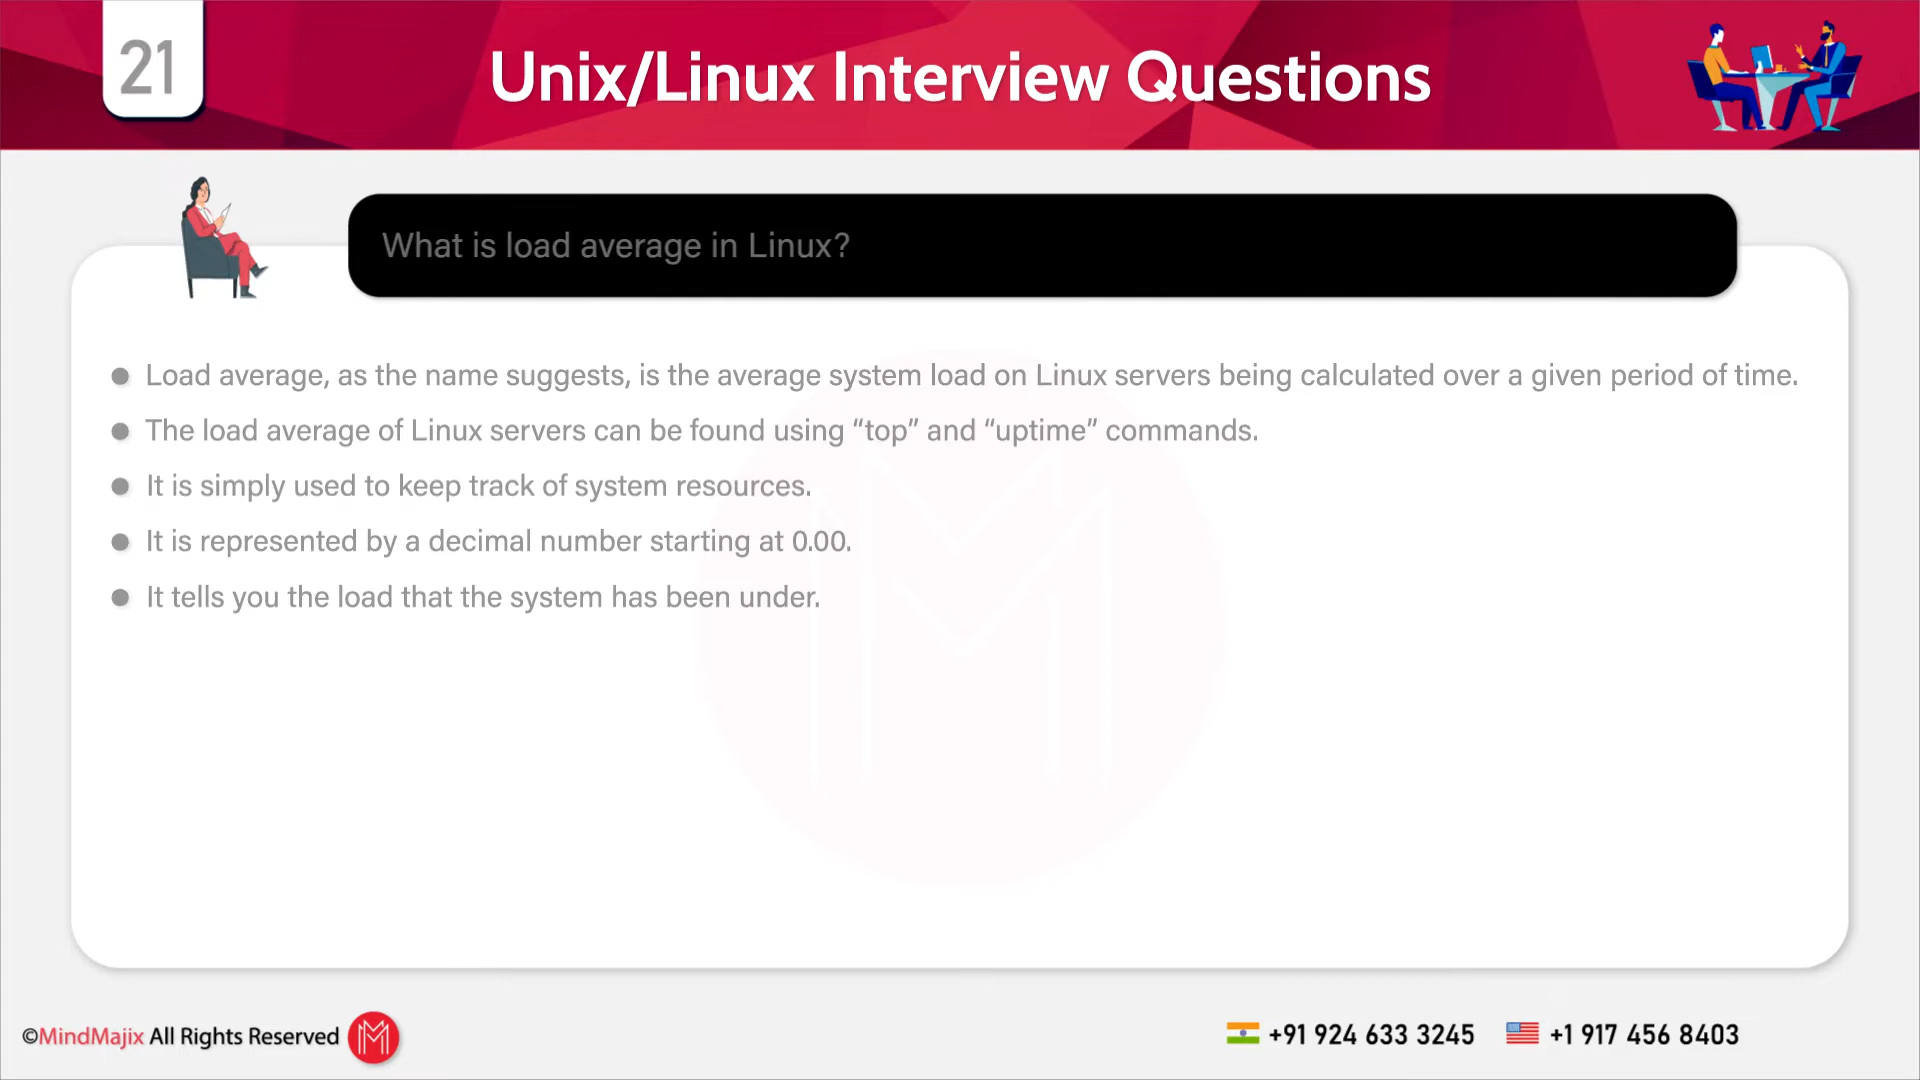 21
Unix/Linux Interview Questions
What is load average in Linux?
● Load average, as the name suggests, is the average system load on Linux servers being calculated over a given period of time.
● The load average of Linux servers can be found using “top” and “uptime” commands.
● It is simply used to keep track of system resources.
● It is represented by a decimal number starting at 0.00.
● It tells you the load that the system has been under.
©MindMajix All Rights Reserved
+91 924 633 3245
+1 917 456 8403